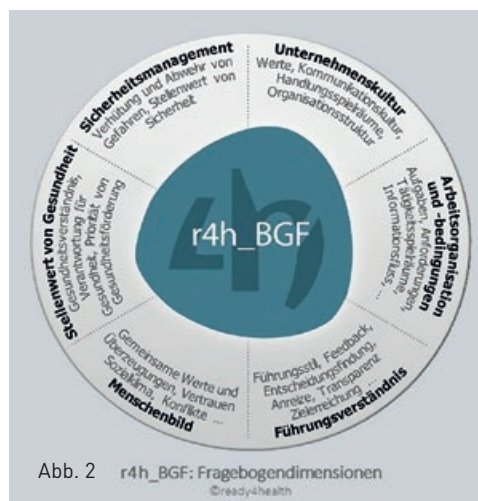 Sicherheitsmanagement
Verhütung und Abwehr von
Gefahren, Stellenwert von
Sicherheit
Unternehmenskultur
Werte, Kommunikationskultur,
Handlungsspielräume,
Organisationsstruktur
Arbeitsorganisation
und -bedingungen
Aufgaben, Anforderungen,
Tätigkeitsspielräume,
Informationsfluss, ...
Führungsstil, Feedback,
Entscheidungsfindung,
Anreize, Transparenz
Zielerreichung ...
Führungsverständnis
Gemeinsame Werte und
Überzeugungen, Vertrauen
Sozialklima, Konflikte ...
Menschenbild
Stellenwert von Gesundheit
Gesundheitsverständnis,
Verantwortung für
Gesundheit, Priorität von
Gesundheitsförderung
4h
r4h_BGF
Abb. 2 r4h_BGF: Fragebogendimensionen
©ready4health